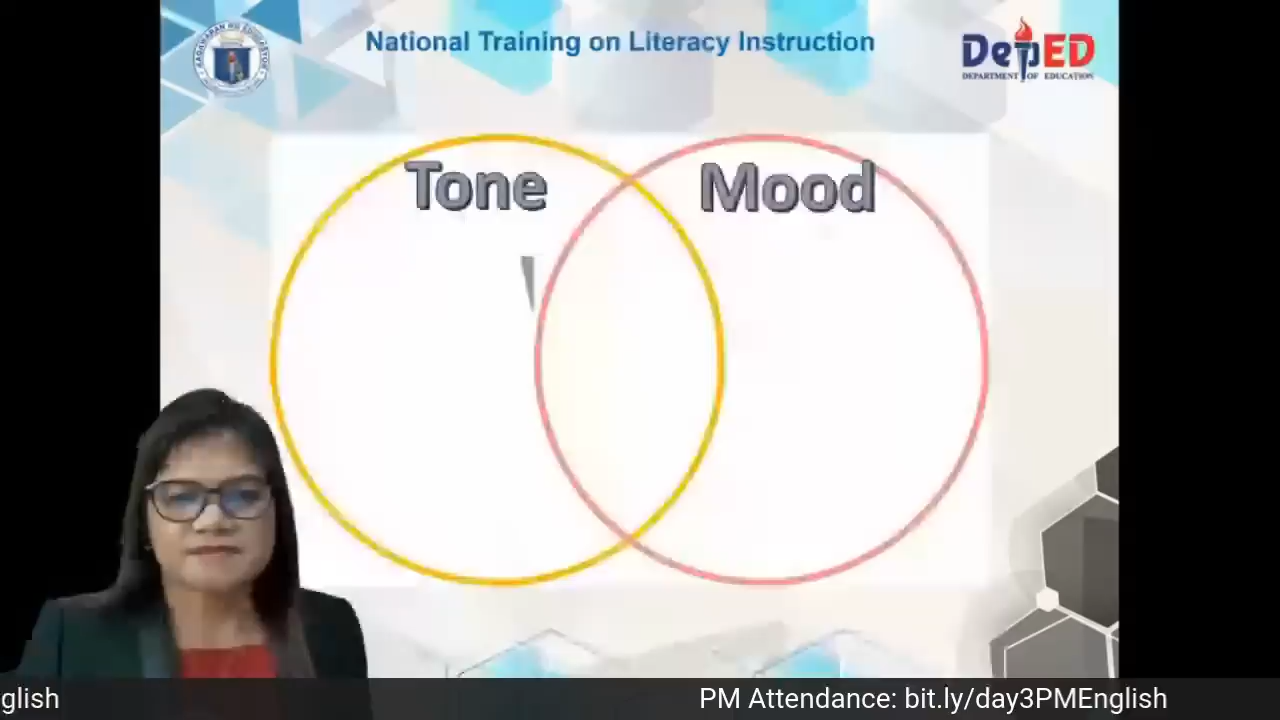 National Training on Literacy Instruction
DepED
DEPARTMENT OF EDUCATION
Tone
Mood
glish
PM Attendance: bit.ly/day3PMEnglish